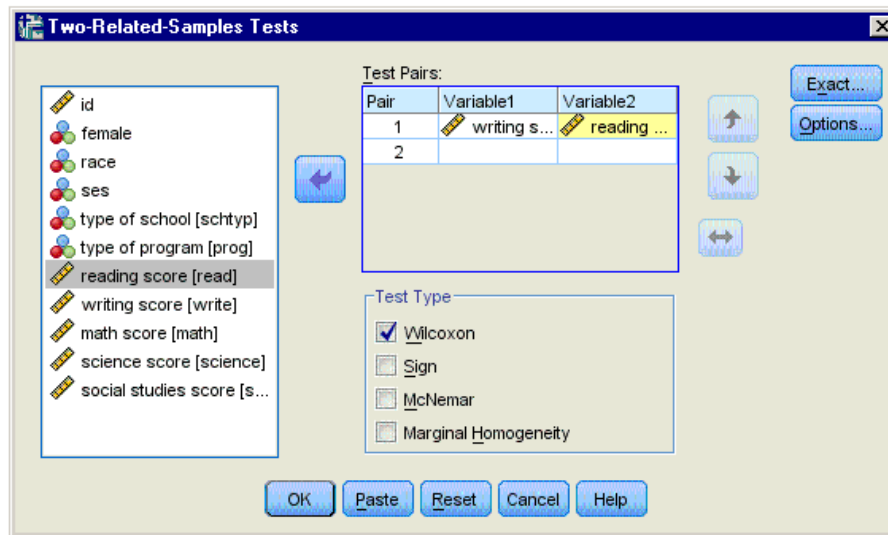 Two-Related-Samples Tests
id
female
race
ses
type of school [schtyp]
type of program [prog]
reading score [read]
writing score [write]
math score [math]
science score [science]
social studies score [s...
Test Pairs:
Pair Variable1 Variable2
1 writing s... reading ...
2
Test Type
Wilcoxon
Sign
McNemar
Marginal Homogeneity
Exact...
Options...
OK Paste Reset Cancel Help